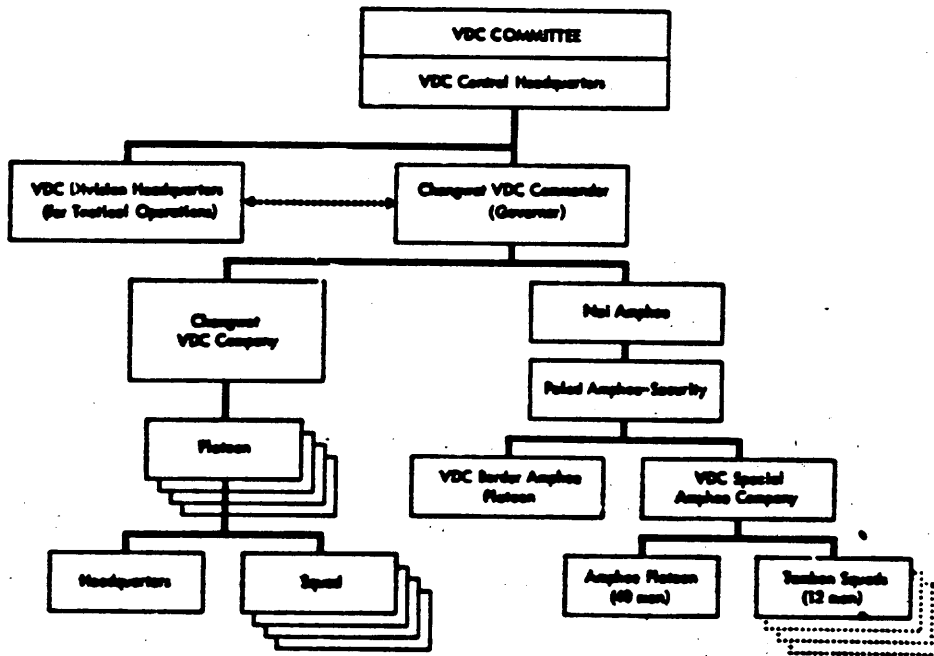 VDC COMMITTEE
VDC Control Headquarters
VDC Division Headquarters
(for Tactical Operations)
Changwat VDC Commander
(Governor)
Changwat
VDC Company
Nai Amphoe
Palad Amphoe-Security
Platoon
VDC Border Amphoe
Platoon
VDC Special
Amphoe Company
Headquarters
Squad
Amphoe Platoon
(40 men)
Tambon Squads
(12 men)